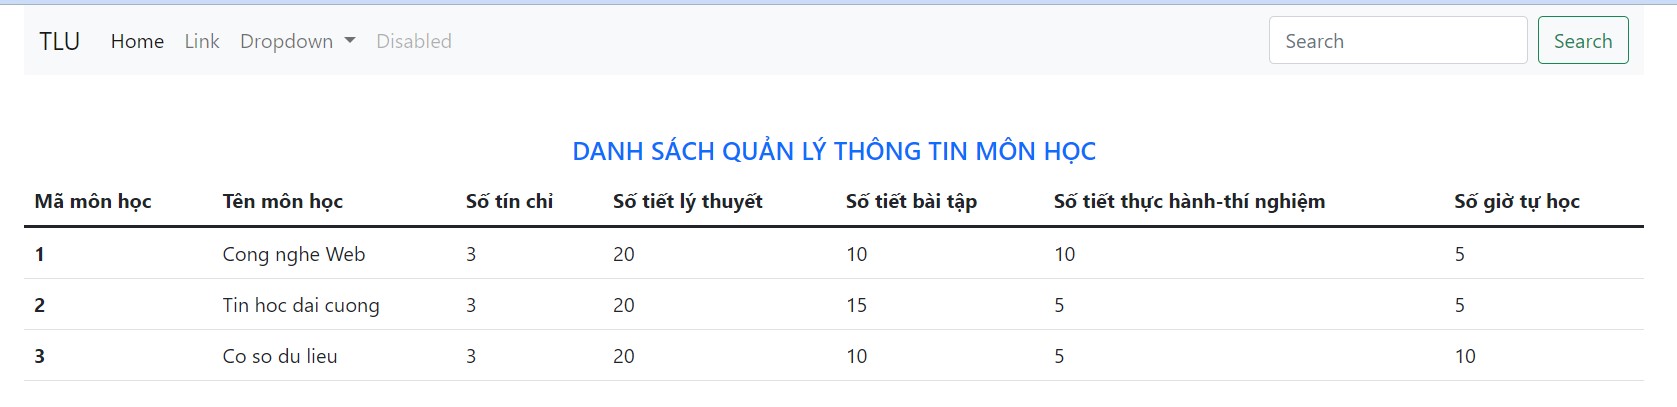 TLU Home Link Dropdown Disabled Search Search
DANH SÁCH QUẢN LÝ THÔNG TIN MÔN HỌC
Mã môn học Tên môn học Số tín chỉ Số tiết lý thuyết Số tiết bài tập Số tiết thực hành-thí nghiệm Số giờ tự học
1 Cong nghe Web 3 20 10 10 5
2 Tin hoc dai cuong 3 20 15 5 5
3 Co so du lieu 3 20 10 5 10